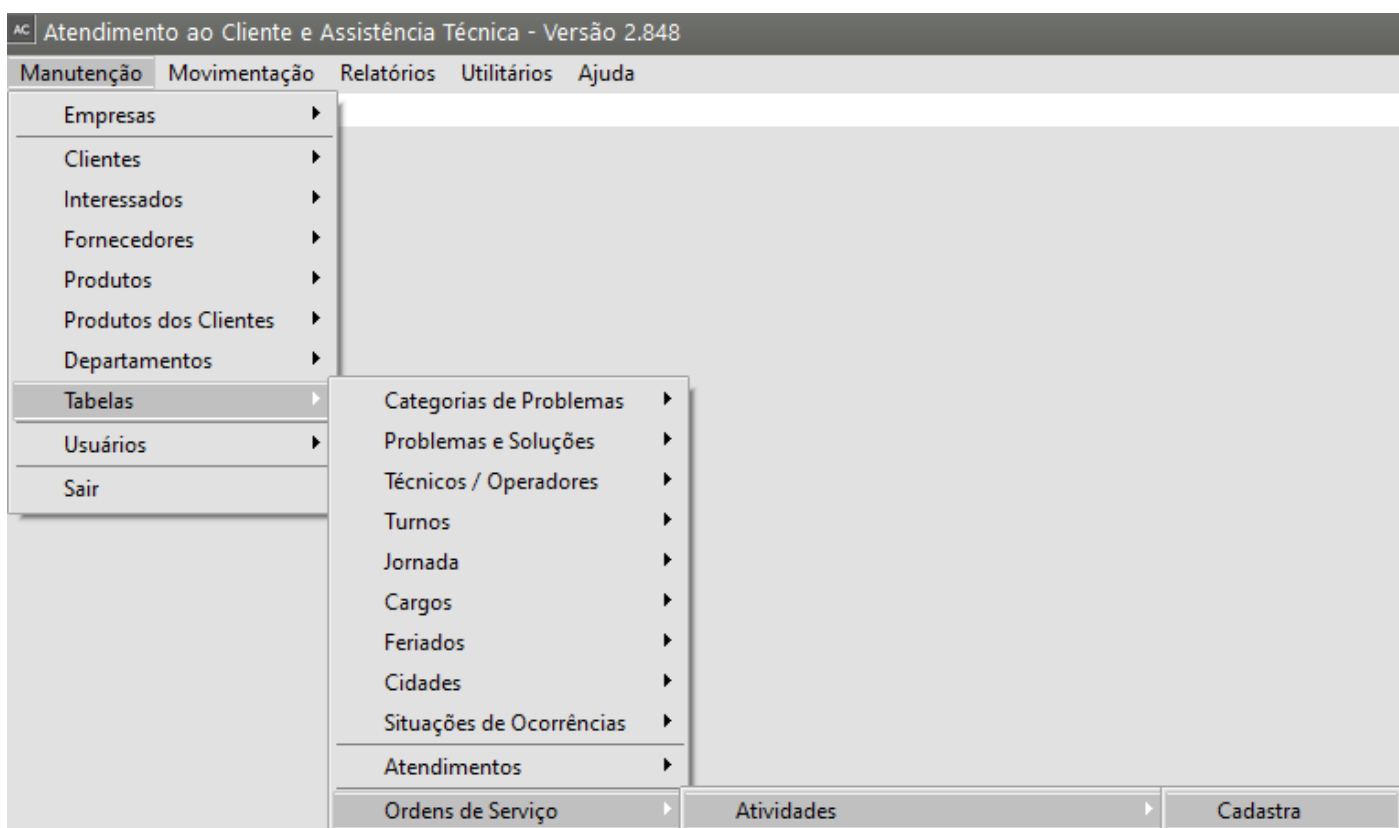 AC Atendimento ao Cliente e Assistência Técnica - Versão 2.848
Manutenção Movimentação Relatórios Utilitários Ajuda
Empresas
Clientes
Interessados
Fornecedores
Produtos
Produtos dos Clientes
Departamentos
Tabelas
Usuários
Sair
Categorias de Problemas
Problemas e Soluções
Técnicos / Operadores
Turnos
Jornada
Cargos
Feriados
Cidades
Situações de Ocorrências
Atendimentos
Ordens de Serviço
Atividades
Cadastra